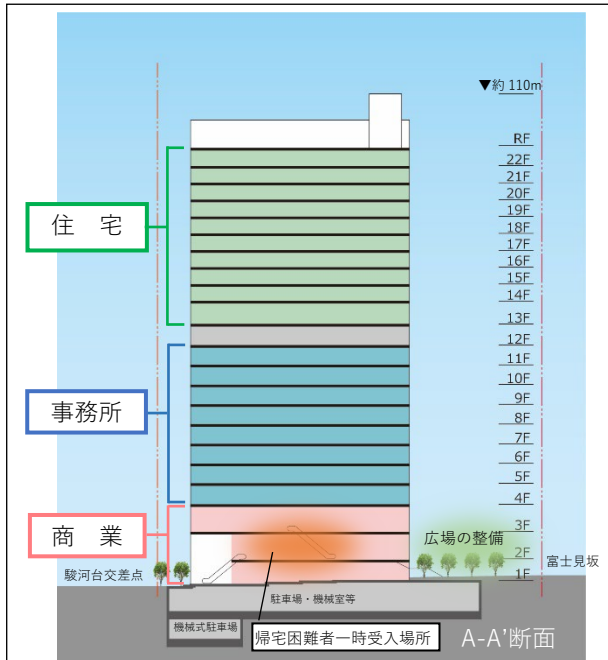 ▼約 110m
RF
22F
21F
20F
19F
18F
17F
16F
15F
14F
13F
12F
11F
10F
9F
8F
7F
6F
5F
4F
3F
2F
1F
住 宅
事務所
商 業
広場の整備
駿河台交差点
富士見坂
駐車場・機械室等
機械式駐車場
帰宅困難者一時受入場所
A-A’断面